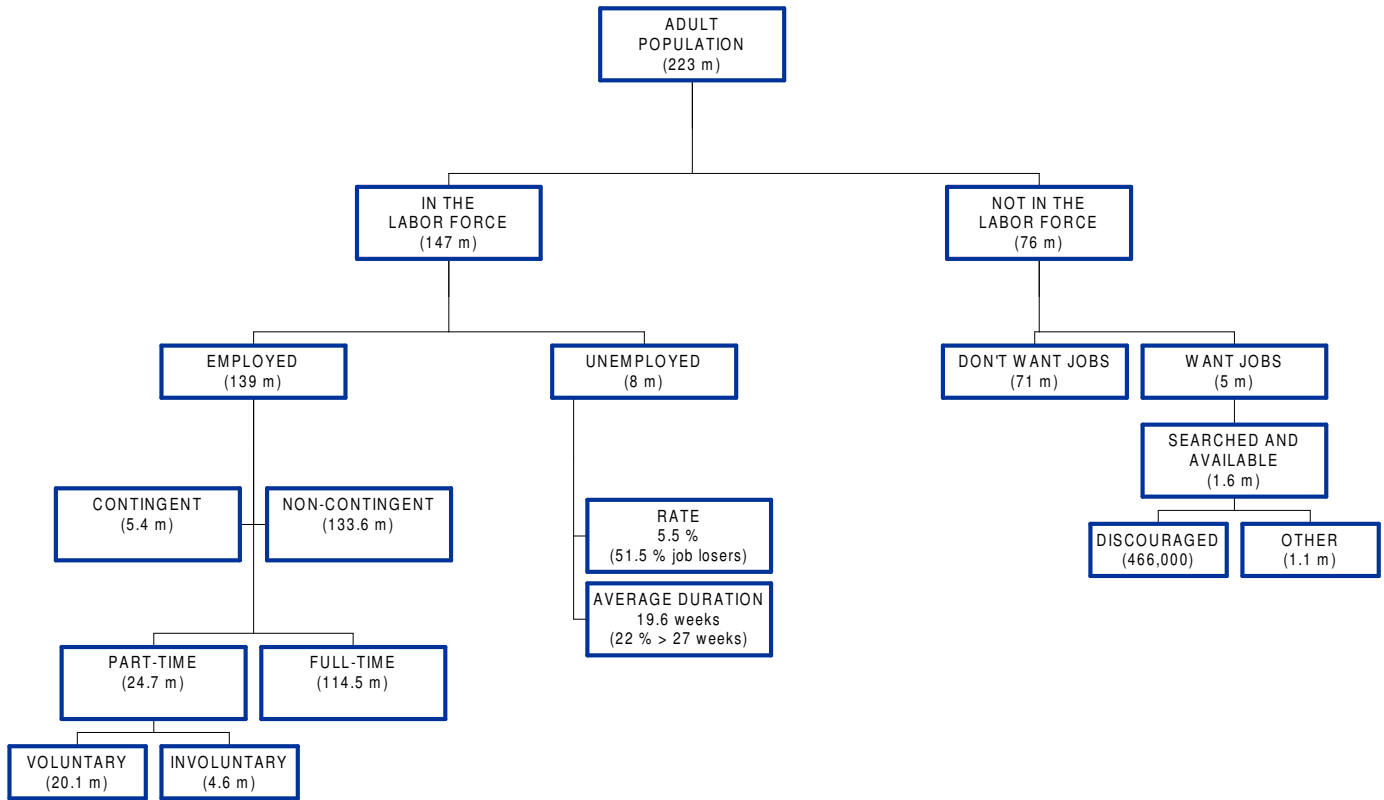 ADULT
POPULATION
(223 m)
IN THE
LABOR FORCE
(147 m)
NOT IN THE
LABOR FORCE
(76 m)
EMPLOYED
(139 m)
UNEMPLOYED
(8 m)
DON'T WANT JOBS
(71 m)
WANT JOBS
(5 m)
SEARCHED AND
AVAILABLE
(1.6 m)
CONTINGENT
(5.4 m)
NON-CONTINGENT
(133.6 m)
RATE
5.5 %
(51.5 % job losers)
DISCOURAGED
(466,000)
OTHER
(1.1 m)
AVERAGE DURATION
19.6 weeks
(22 % > 27 weeks)
PART-TIME
(24.7 m)
FULL-TIME
(114.5 m)
VOLUNTARY
(20.1 m)
INVOLUNTARY
(4.6 m)